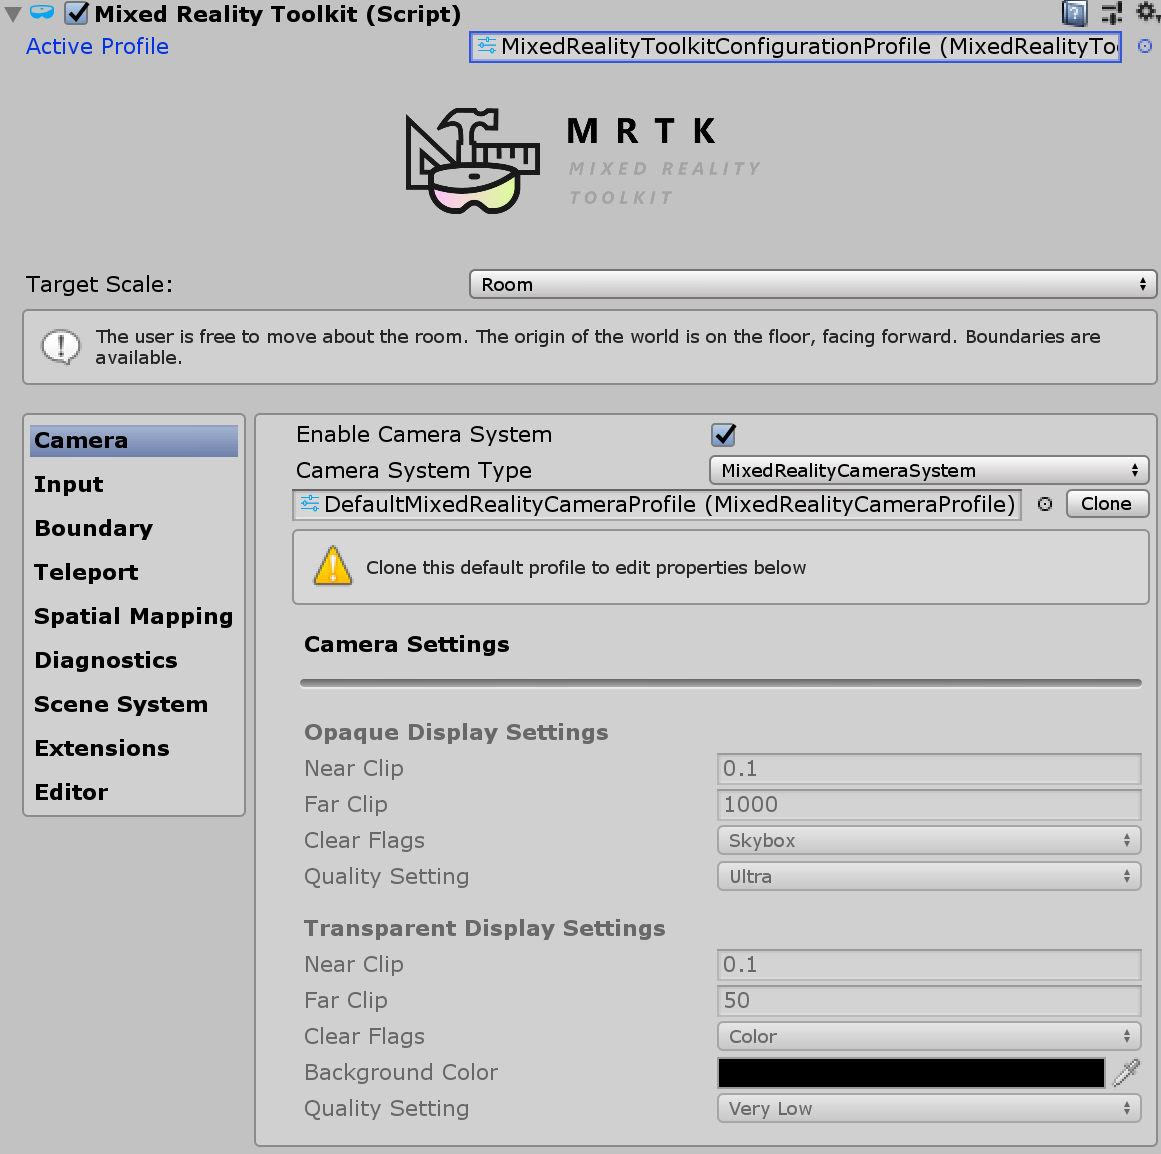 Mixed Reality Toolkit (Script)
Active Profile
MixedRealityToolkitConfigurationProfile (MixedRealityToo
MRTK
MIXED REALITY
TOOLKIT
Target Scale:
Room
The user is free to move about the room. The origin of the world is on the floor, facing forward. Boundaries are
available.
Camera
Input
Boundary
Teleport
Spatial Mapping
Diagnostics
Scene System
Extensions
Editor
Enable Camera System
Camera System Type
MixedRealityCameraSystem
DefaultMixedRealityCameraProfile (MixedRealityCameraProfile)
Clone
Clone this default profile to edit properties below
Camera Settings
Opaque Display Settings
Near Clip
0.1
Far Clip
1000
Clear Flags
Skybox
Quality Setting
Ultra
Transparent Display Settings
Near Clip
0.1
Far Clip
50
Clear Flags
Color
Background Color
Quality Setting
Very Low